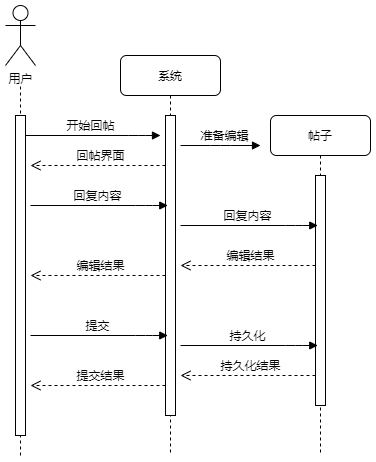 用户
系统
帖子
开始回帖
准备编辑
回帖界面
回复内容
回复内容
编辑结果
编辑结果
提交
持久化
持久化结果
提交结果